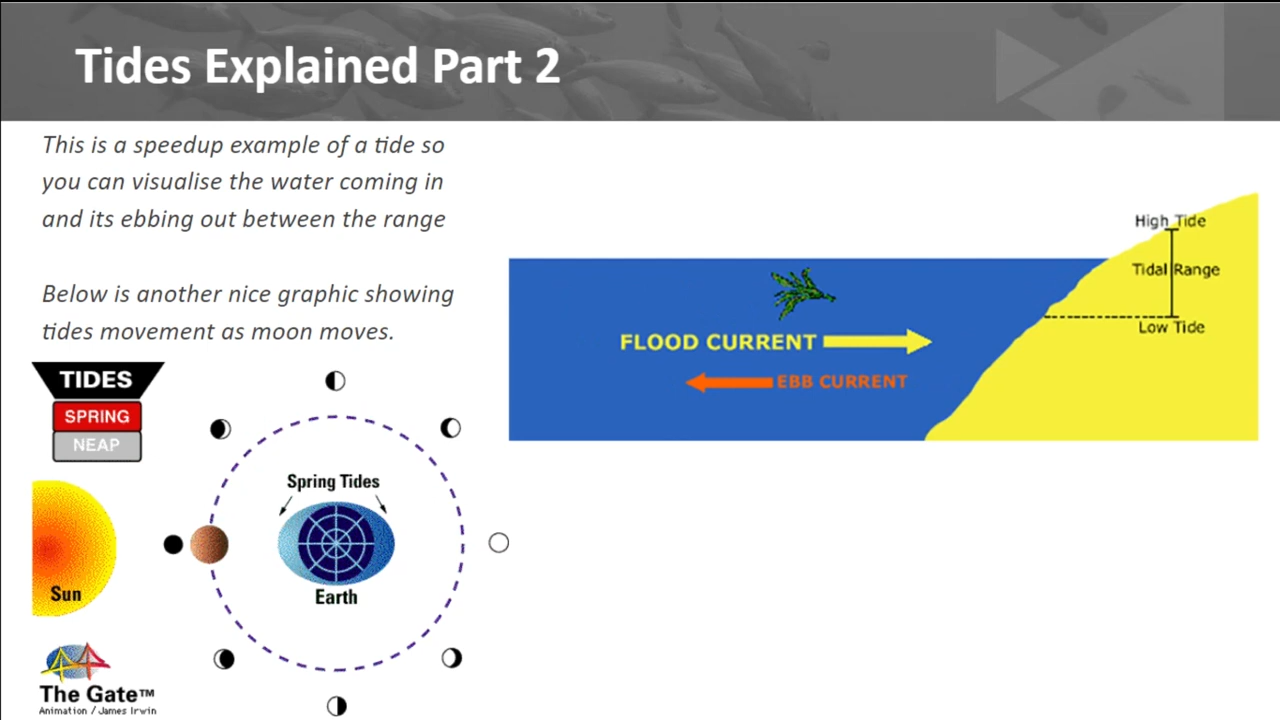 Tides Explained Part 2
This is a speedup example of a tide so
you can visualise the water coming in
and its ebbing out between the range
Below is another nice graphic showing
tides movement as moon moves.
TIDES
SPRING
NEAP
Spring Tides
Earth
Sun
The Gate™
Animation / James Irwin
High Tide
Tidal Range
Low Tide
FLOOD CURRENT
EBB CURRENT